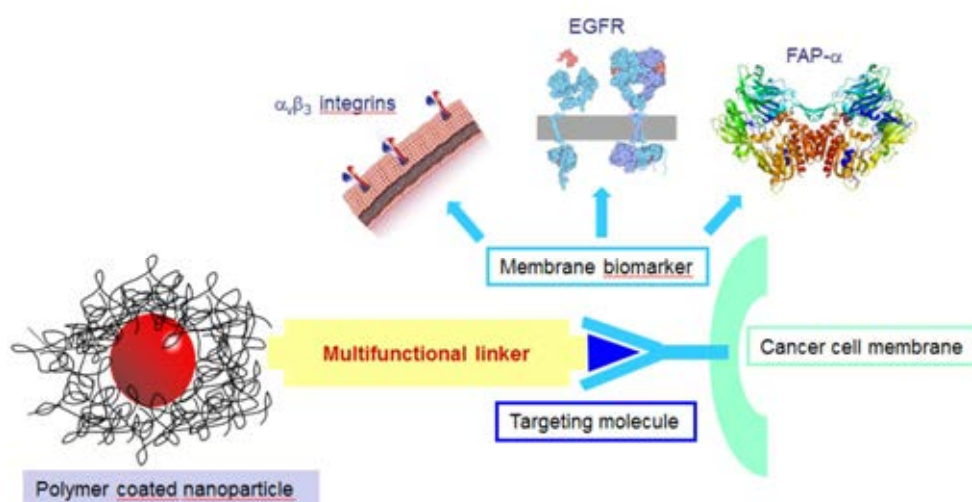 EGFR
FAP-α
αvβ3 integrins
Membrane biomarker
Multifunctional linker
Cancer cell membrane
Targeting molecule
Polymer coated nanoparticle